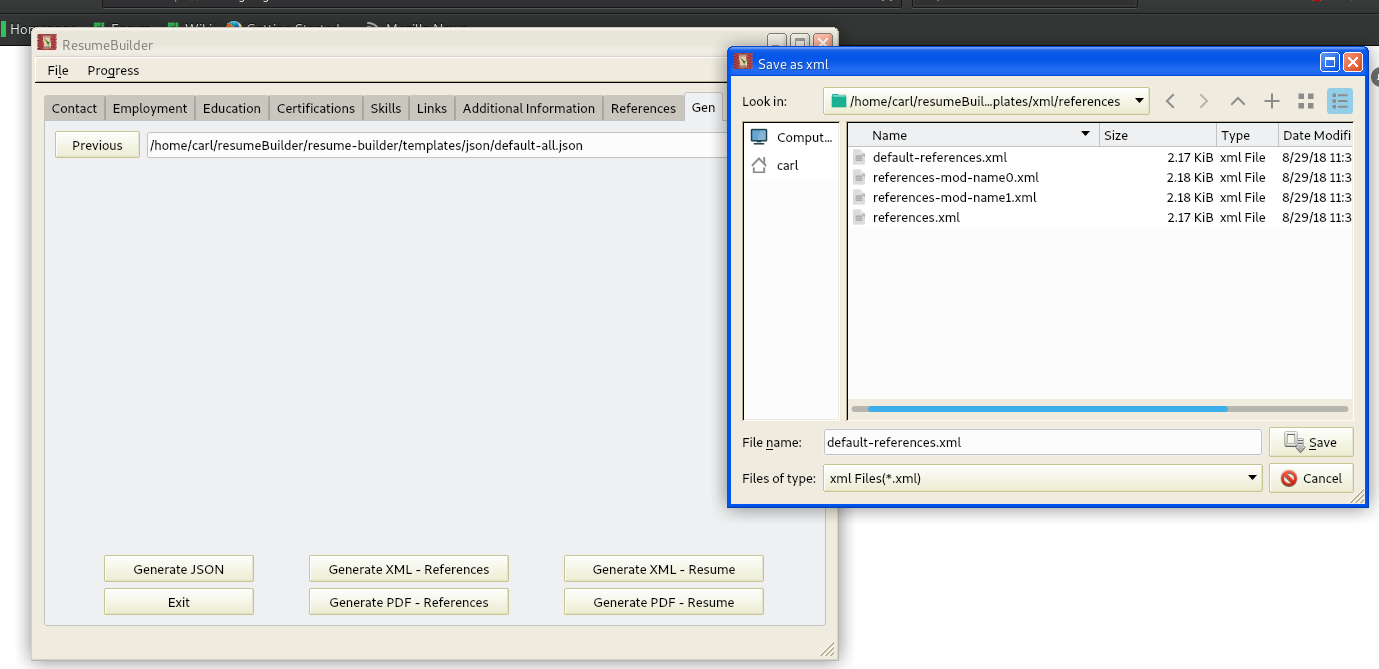 ResumeBuilder
File Progress
Contact Employment Education Certifications Skills Links Additional Information References Gen
Previous /home/carl/resumeBuilder/resume-builder/templates/json/default-all.json
Generate JSON Generate XML - References Generate XML - Resume
Exit Generate PDF - References Generate PDF - Resume
Save as xml
Look in: /home/carl/resumeBuil...plates/xml/references
Comput...
carl
Name Size Type Date Modifi
default-references.xml 2.17 KiB xml File 8/29/18 11:3
references-mod-name0.xml 2.18 KiB xml File 8/29/18 11:3
references-mod-name1.xml 2.18 KiB xml File 8/29/18 11:3
references.xml 2.17 KiB xml File 8/29/18 11:3
File name: default-references.xml Save
Files of type: xml Files(*.xml) Cancel